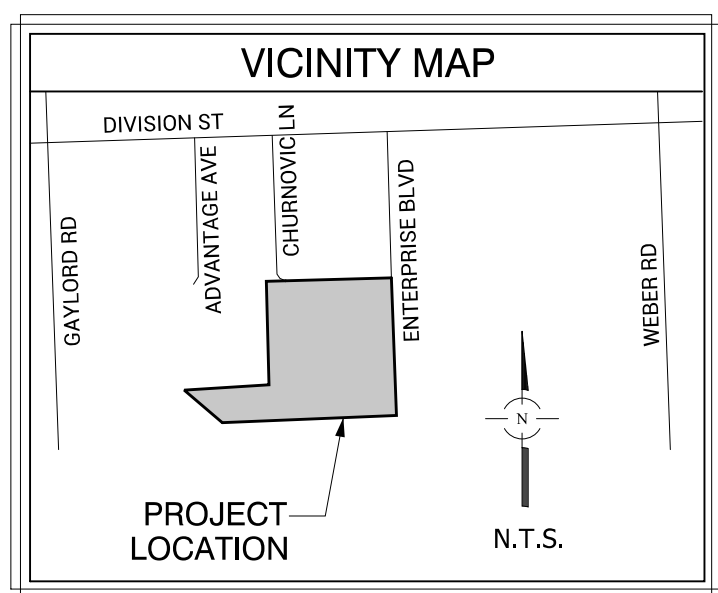 VICINITY MAP
DIVISION ST
GAYLORD RD
ADVANTAGE AVE
CHURNOVIC LN
ENTERPRISE BLVD
WEBER RD
N
PROJECT
LOCATION
N.T.S.